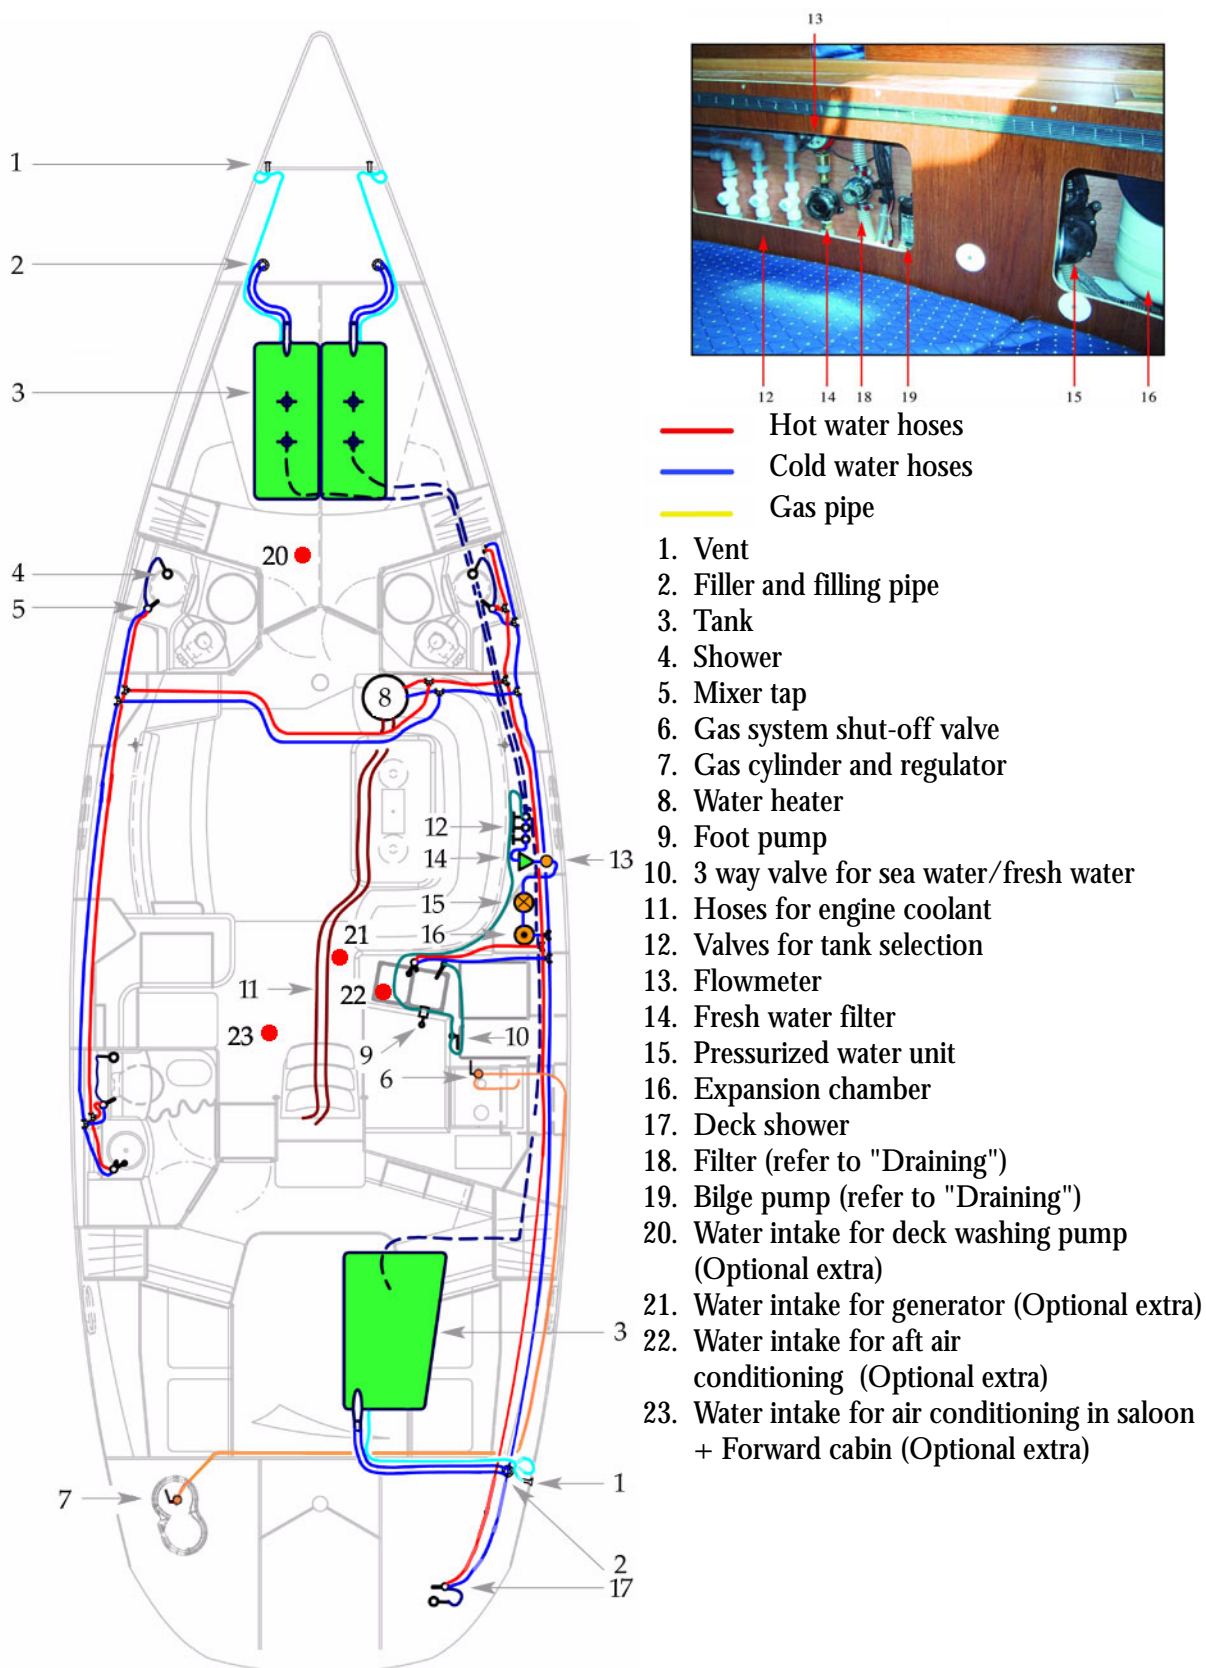 13
12
14
18
19
15
16
1
2
3
20
4
5
8
12
14
13
15
16
21
11
22
23
10
9
6
3
7
1
2
17
Hot water hoses
Cold water hoses
Gas pipe
1. Vent
2. Filler and filling pipe
3. Tank
4. Shower
5. Mixer tap
6. Gas system shut-off valve
7. Gas cylinder and regulator
8. Water heater
9. Foot pump
10. 3 way valve for sea water/fresh water
11. Hoses for engine coolant
12. Valves for tank selection
13. Flowmeter
14. Fresh water filter
15. Pressurized water unit
16. Expansion chamber
17. Deck shower
18. Filter (refer to "Draining")
19. Bilge pump (refer to "Draining")
20. Water intake for deck washing pump
(Optional extra)
21. Water intake for generator (Optional extra)
22. Water intake for aft air
conditioning (Optional extra)
23. Water intake for air conditioning in saloon
+ Forward cabin (Optional extra)